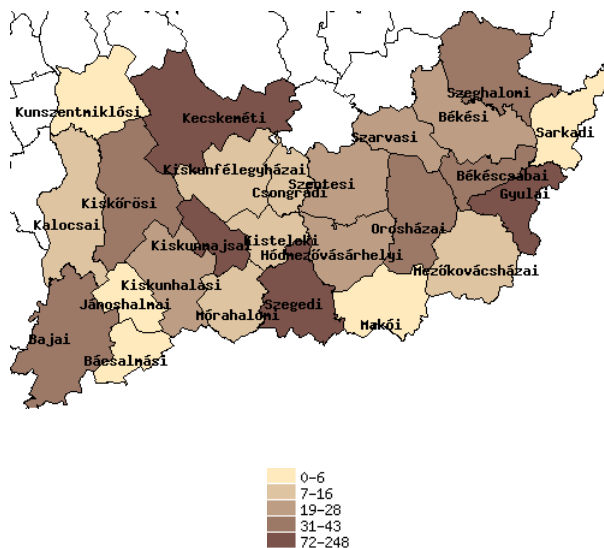 Szeghalomi
Kunszentmiklósi
Kecskeméti
Békési
Sarkadi
Szarvasi
Kiskunfélegyházai
Békéscsabai
Csongrádi
Szentesi
Gyulai
Kiskőrösi
Kalocsai
Orosházai
Kiskunmajsai
Kisteleki
Hódmezővásárhelyi
Mezőkovácsházai
Kiskunhalasi
Jánoshalmai
Szegedi
Mórahalomi
Makói
Bajai
Bácsalmási
0-6
7-16
19-28
31-43
72-248